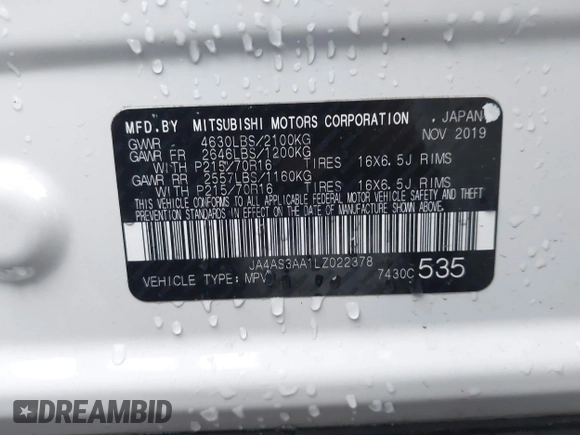 MFD.BY MITSUBISHI MOTORS CORPORATION JAPAN
GVWR 4630LBS/2100KG NOV 2019
GAWR FR 2646LBS/1200KG
WITH P215/70R16 TIRES 16X6.5J RIMS
GAWR RR 2557LBS/1160KG
WITH P215/70R16 TIRES 16X6.5J RIMS
THIS VEHICLE CONFORMS TO ALL APPLICABLE FEDERAL MOTOR VEHICLE SAFETY, BUMPER AND THEFT
PREVENTION STANDARDS IN EFFECT ON THE DATE OF MANUFACTURE SHOWN ABOVE.
JA4AS3AA1LZ022378
VEHICLE TYPE: MPV 7430C 535
DREAMBID